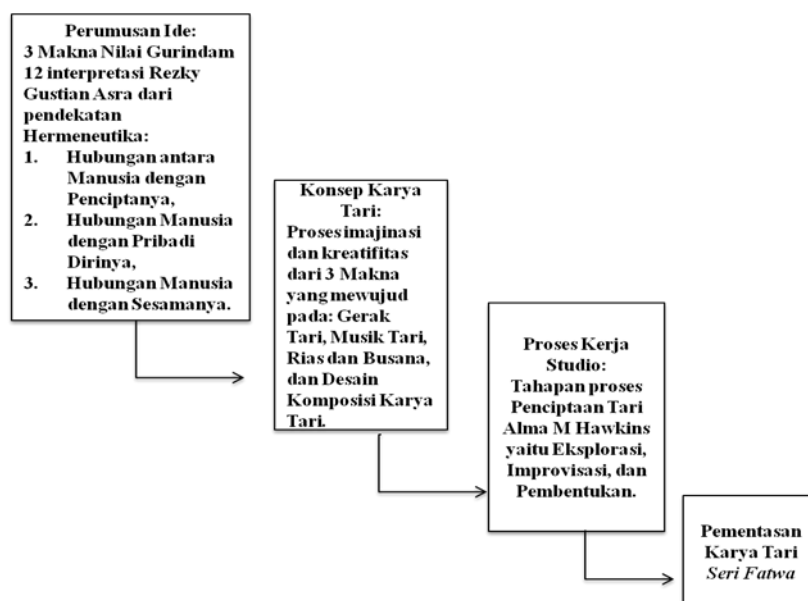 Perumusan Ide:
3 Makna Nilai Gurindam
12 interpretasi Rezky
Gustian Asra dari
pendekatan
Hermeneutika:
1. Hubungan antara
Manusia dengan
Penciptanya,
2. Hubungan Manusia
dengan Pribadi
Dirinya,
3. Hubungan Manusia
dengan Sesamanya.
Konsep Karya
Tari:
Proses imajinasi
dan kreatifitas
dari 3 Makna
yang mewujud
pada: Gerak
Tari, Musik Tari,
Rias dan Busana,
dan Desain
Komposisi Karya
Tari.
Proses Kerja
Studio:
Tahapan proses
Penciptaan Tari
Alma M Hawkins
yaitu Eksplorasi,
Improvisasi, dan
Pembentukan.
Pementasan
Karya Tari
Seri Fatwa